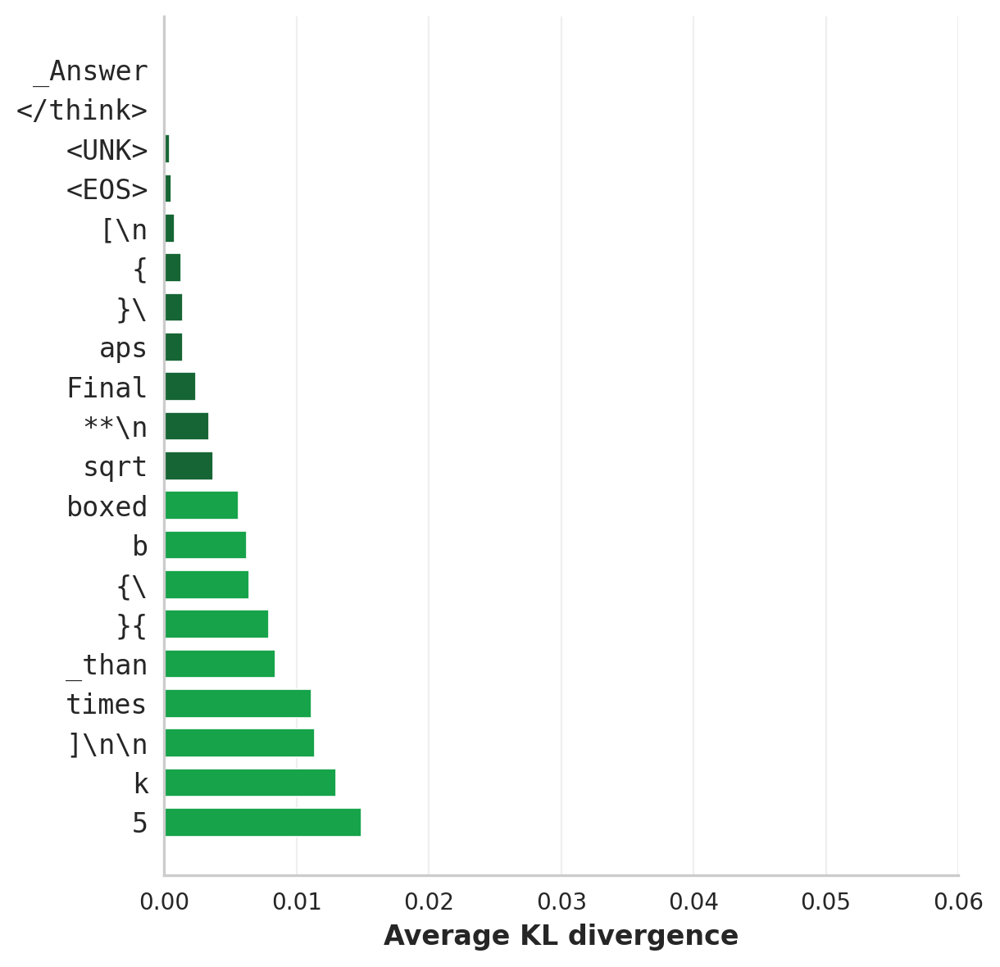 _Answer
</think>
<UNK>
<EOS>
[\n
{
}\
aps
Final
**\n
sqrt
boxed
b
{\
}{
_than
times
]\n\n
k
5
0.00 0.01 0.02 0.03 0.04 0.05 0.06
Average KL divergence